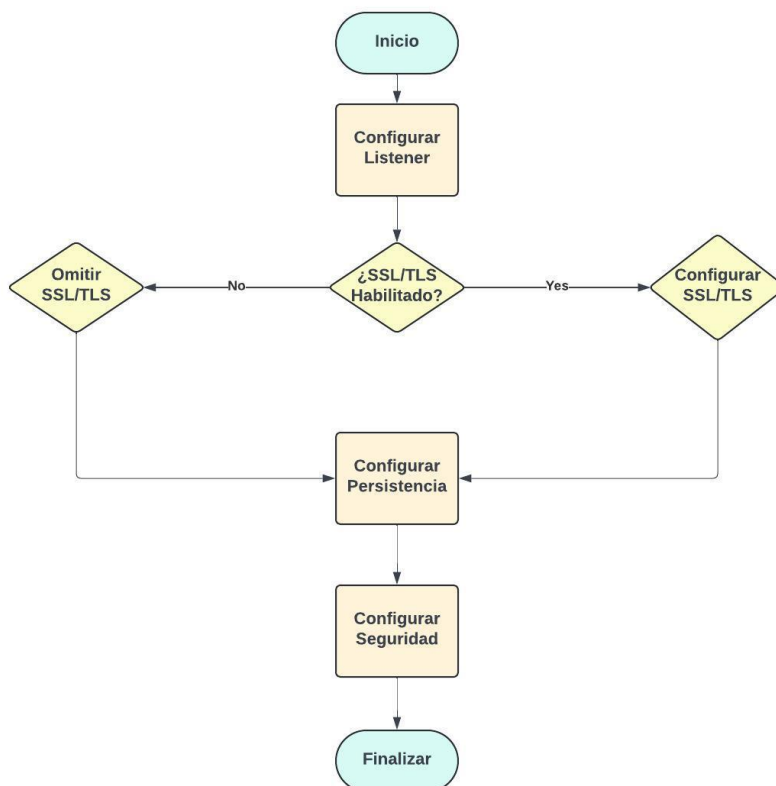 Inicio
Configurar
Listener
Omitir
SSL/TLS
No
¿SSL/TLS
Habilitado?
Yes
Configurar
SSL/TLS
Configurar
Persistencia
Configurar
Seguridad
Finalizar